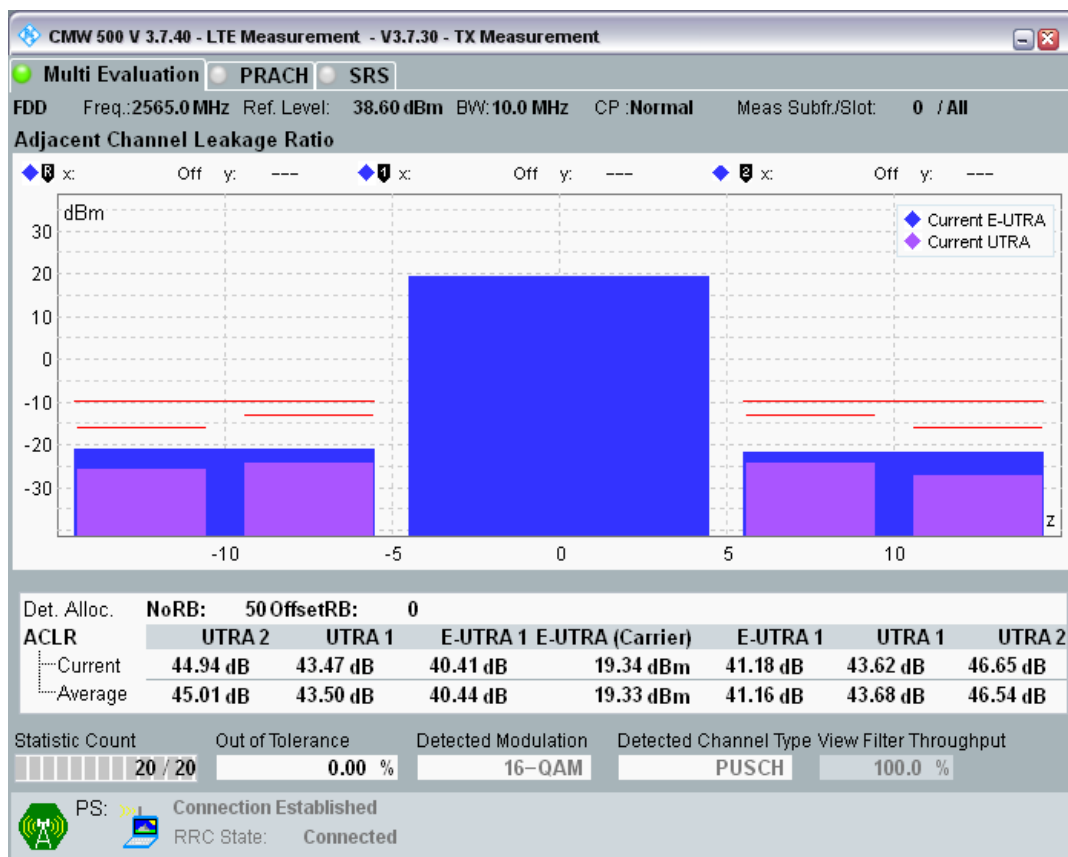 CMW 500 V 3.7.40 - LTE Measurement - V3.7.30 - TX Measurement
Multi Evaluation PRACH SRS
FDD Freq.:2565.0 MHz Ref. Level: 38.60 dBm BW:10.0 MHz CP :Normal Meas Subfr./Slot: 0 / All
Adjacent Channel Leakage Ratio
R x: Off y: --- 1 x: Off y: --- 2 x: Off y: ---
dBm
Current E-UTRA
Current UTRA
30
20
10
0
-10
-20
-30
z
-10 -5 0 5 10
Det. Alloc. NoRB: 50 OffsetRB: 0
ACLR UTRA 2 UTRA 1 E-UTRA 1 E-UTRA (Carrier) E-UTRA 1 UTRA 1 UTRA 2
Current 44.94 dB 43.47 dB 40.41 dB 19.34 dBm 41.18 dB 43.62 dB 46.65 dB
Average 45.01 dB 43.50 dB 40.44 dB 19.33 dBm 41.16 dB 43.68 dB 46.54 dB
Statistic Count Out of Tolerance Detected Modulation Detected Channel Type View Filter Throughput
20 / 20 0.00 % 16-QAM PUSCH 100.0 %
PS: Connection Established
RRC State: Connected